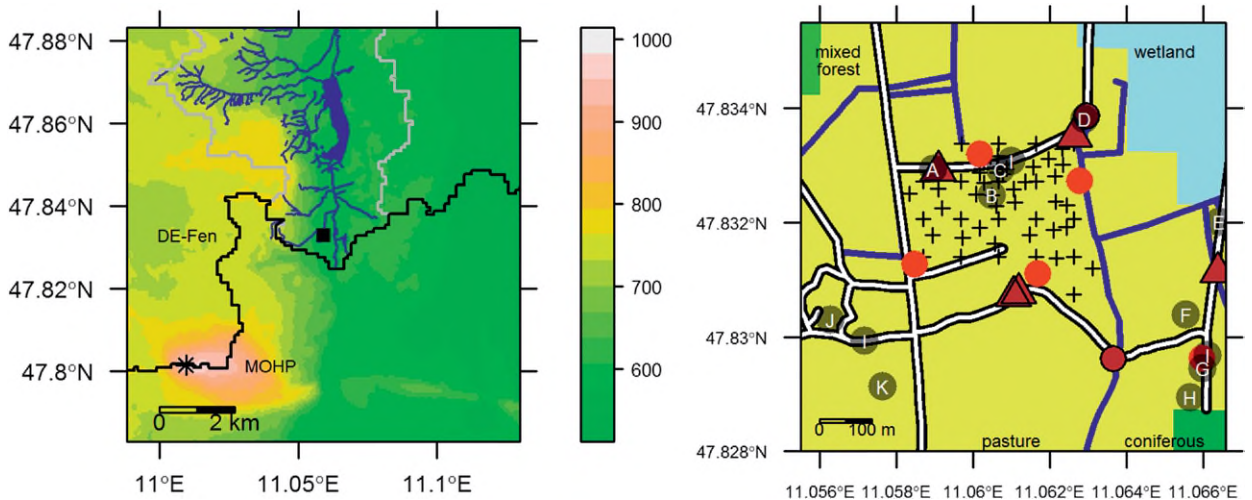 47.88°N
47.86°N
47.84°N
47.82°N
47.8°N
DE-Fen
MOHP
0 2 km
11°E
11.05°E
11.1°E
1000
900
800
700
600
47.834°N
47.832°N
47.83°N
47.828°N
mixed
forest
wetland
D
A
C
I
B
E
J
I
F
G
K
H
0 100 m
pasture
coniferous
11.056°E
11.058°E
11.06°E
11.062°E
11.064°E
11.066°E